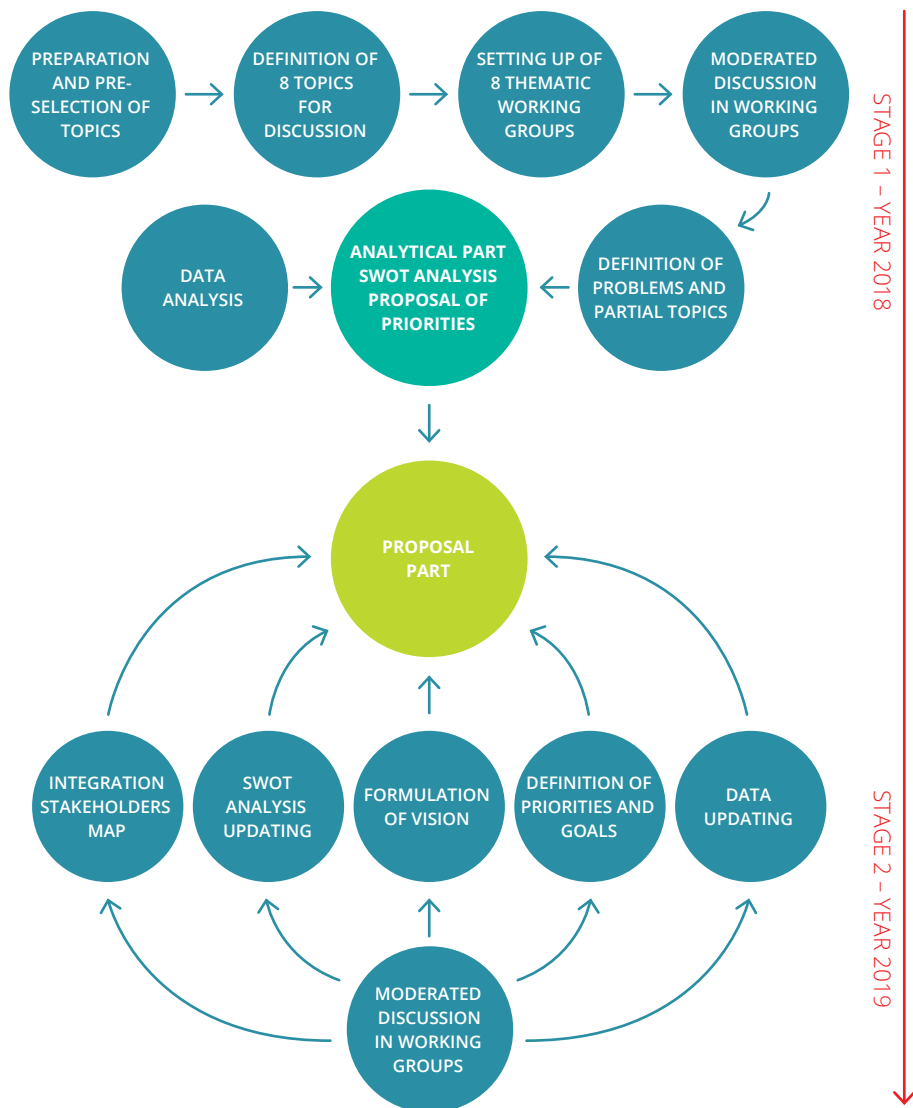 PREPARATION
AND PRE-
SELECTION OF
TOPICS
DEFINITION OF
8 TOPICS
FOR
DISCUSSION
SETTING UP OF
8 THEMATIC
WORKING
GROUPS
MODERATED
DISCUSSION
IN WORKING
GROUPS
STAGE 1 – YEAR 2018
DATA
ANALYSIS
ANALYTICAL PART
SWOT ANALYSIS
PROPOSAL OF
PRIORITIES
DEFINITION OF
PROBLEMS AND
PARTIAL TOPICS
PROPOSAL
PART
INTEGRATION
STAKEHOLDERS
MAP
SWOT
ANALYSIS
UPDATING
FORMULATION
OF VISION
DEFINITION OF
PRIORITIES AND
GOALS
DATA
UPDATING
STAGE 2 – YEAR 2019
MODERATED
DISCUSSION
IN WORKING
GROUPS